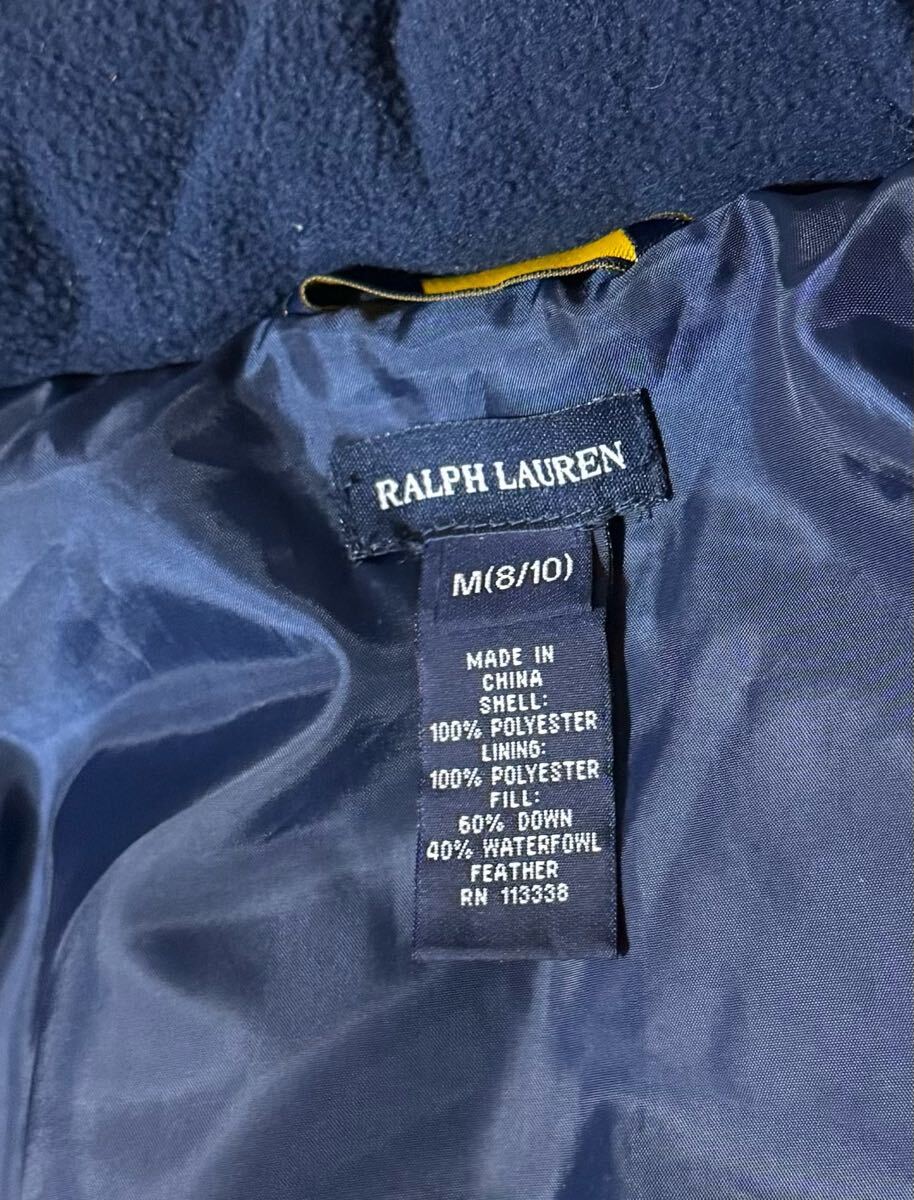 RALPH LAUREN
M(8/10)
MADE IN
CHINA
SHELL:
100% POLYESTER
LINING:
100% POLYESTER
FILL:
60% DOWN
40% WATERFOWL
FEATHER
RN 113338